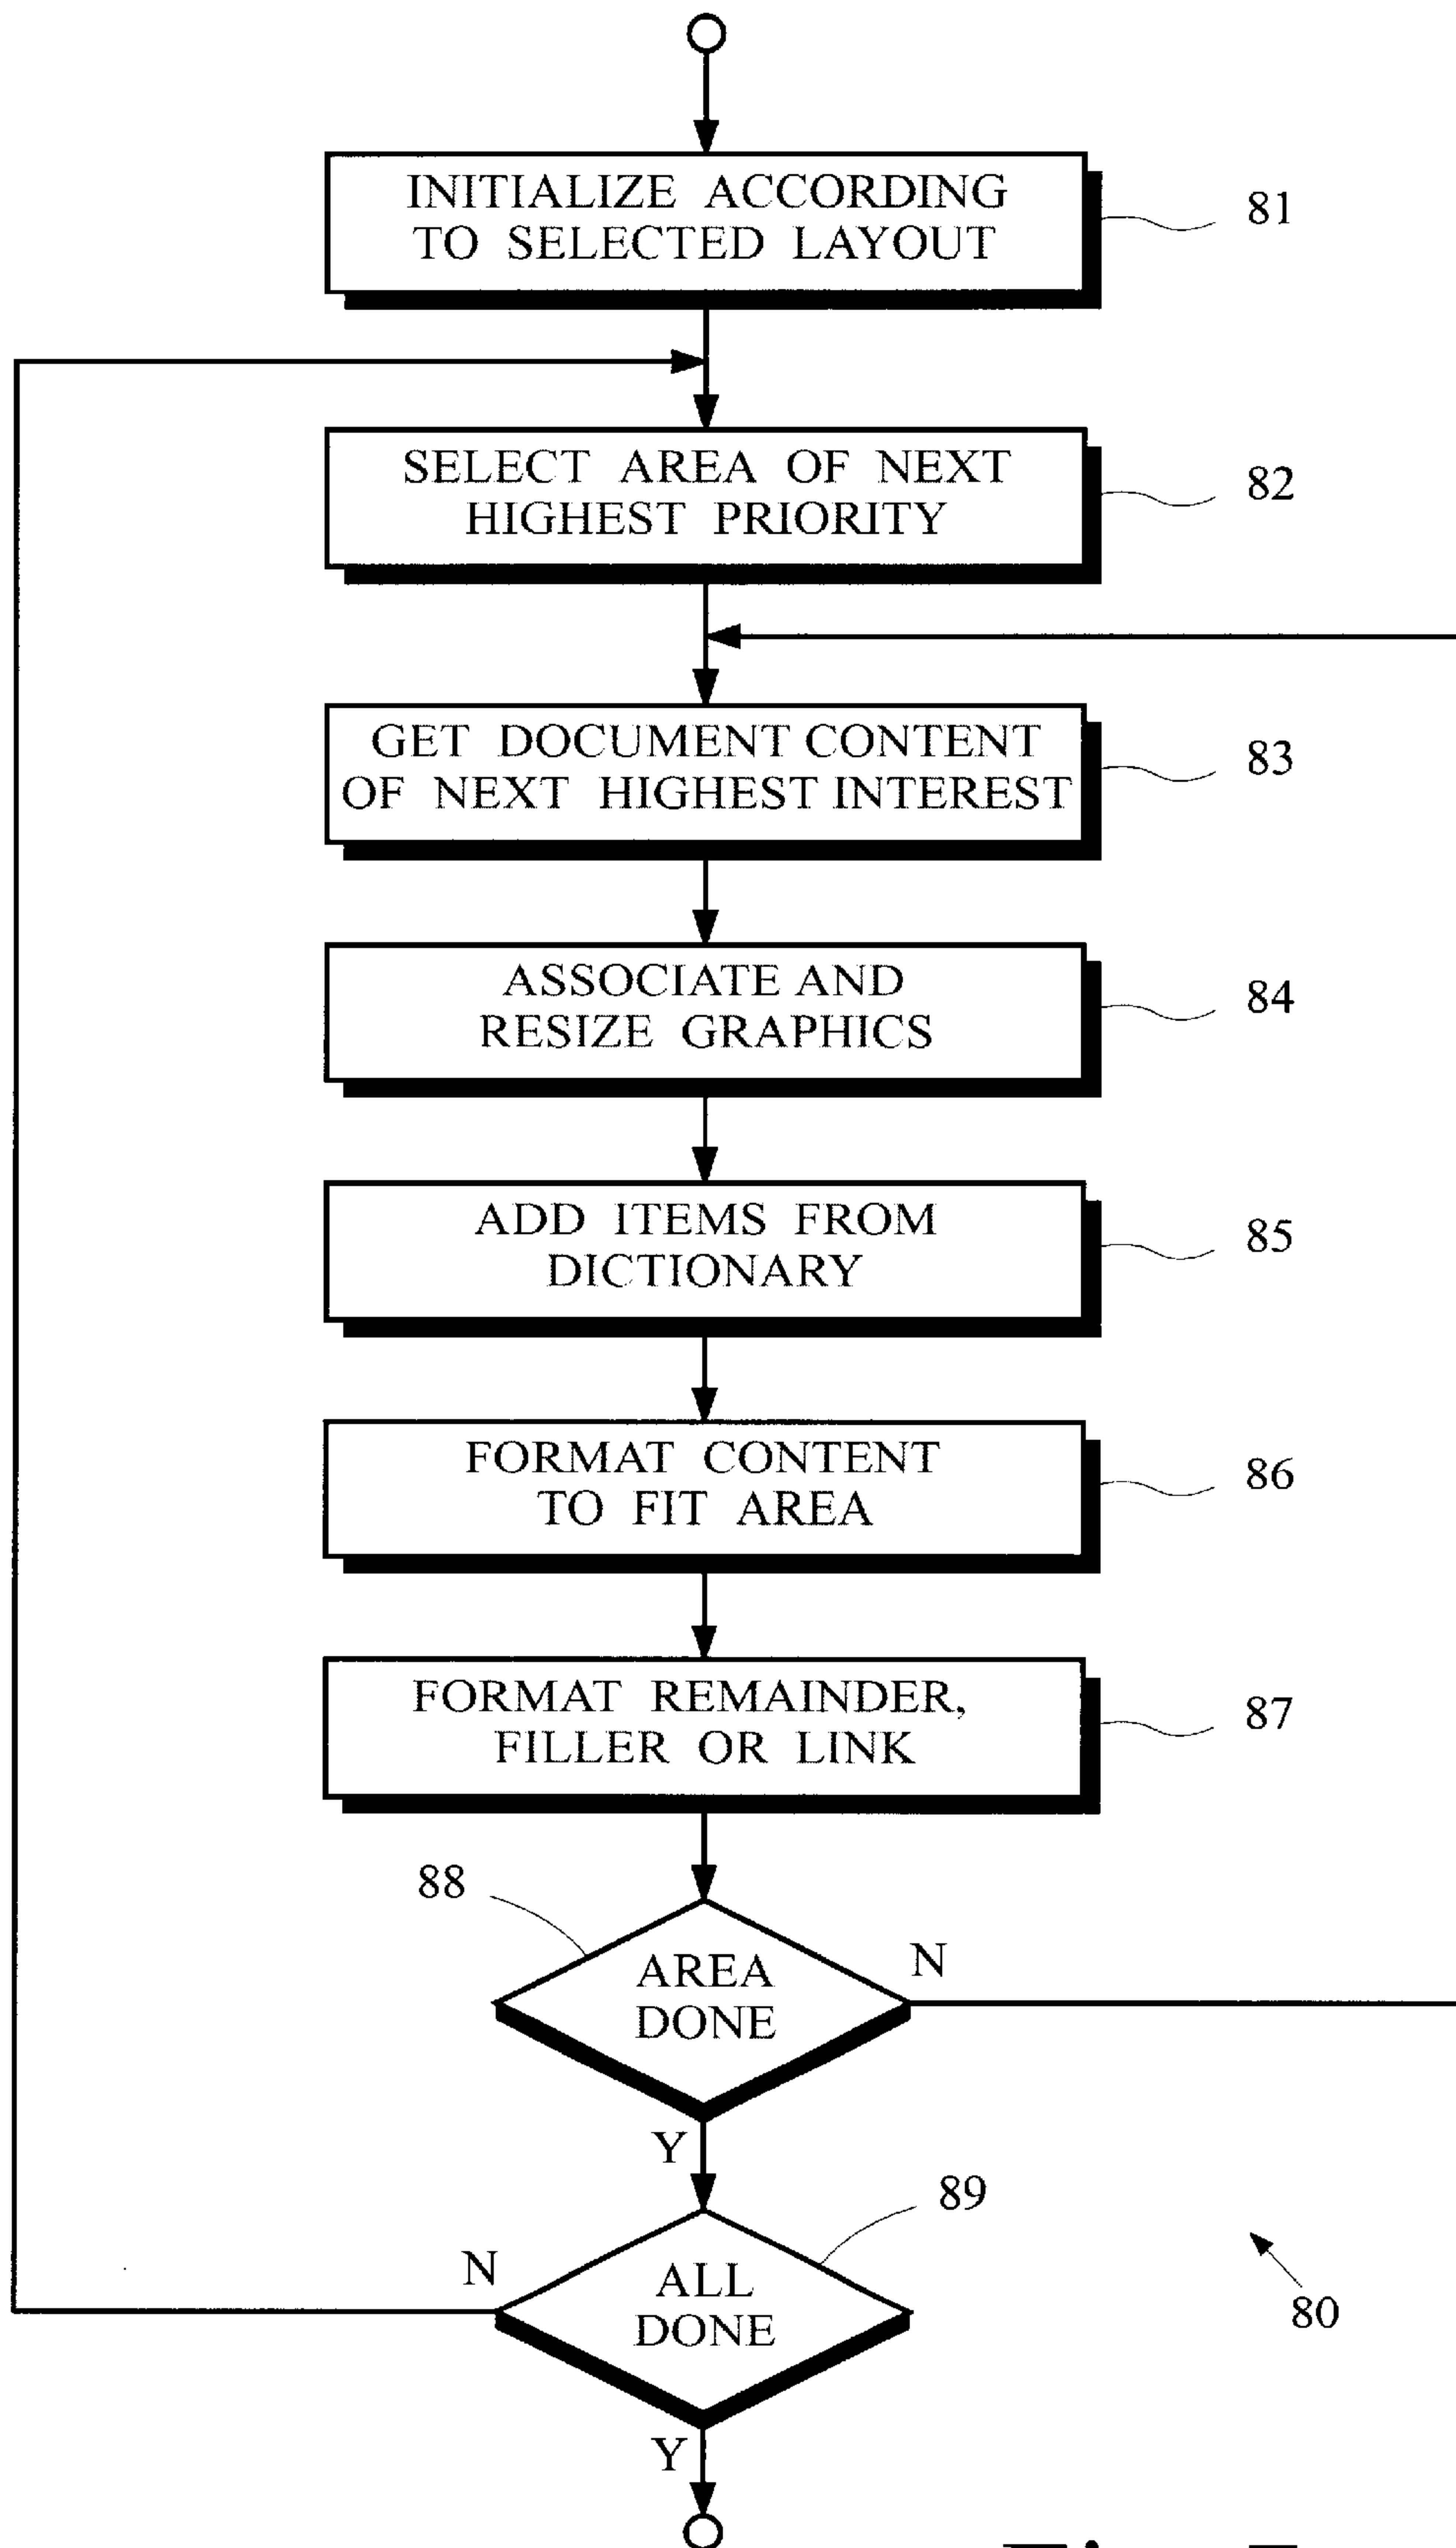 INITIALIZE ACCORDING
TO SELECTED LAYOUT
81
SELECT AREA OF NEXT
HIGHEST PRIORITY
82
GET DOCUMENT CONTENT
OF NEXT HIGHEST INTEREST
83
ASSOCIATE AND
RESIZE GRAPHICS
84
ADD ITEMS FROM
DICTIONARY
85
FORMAT CONTENT
TO FIT AREA
86
FORMAT REMAINDER,
FILLER OR LINK
87
88
AREA
DONE
N
Y
89
N
ALL
DONE
80
Y